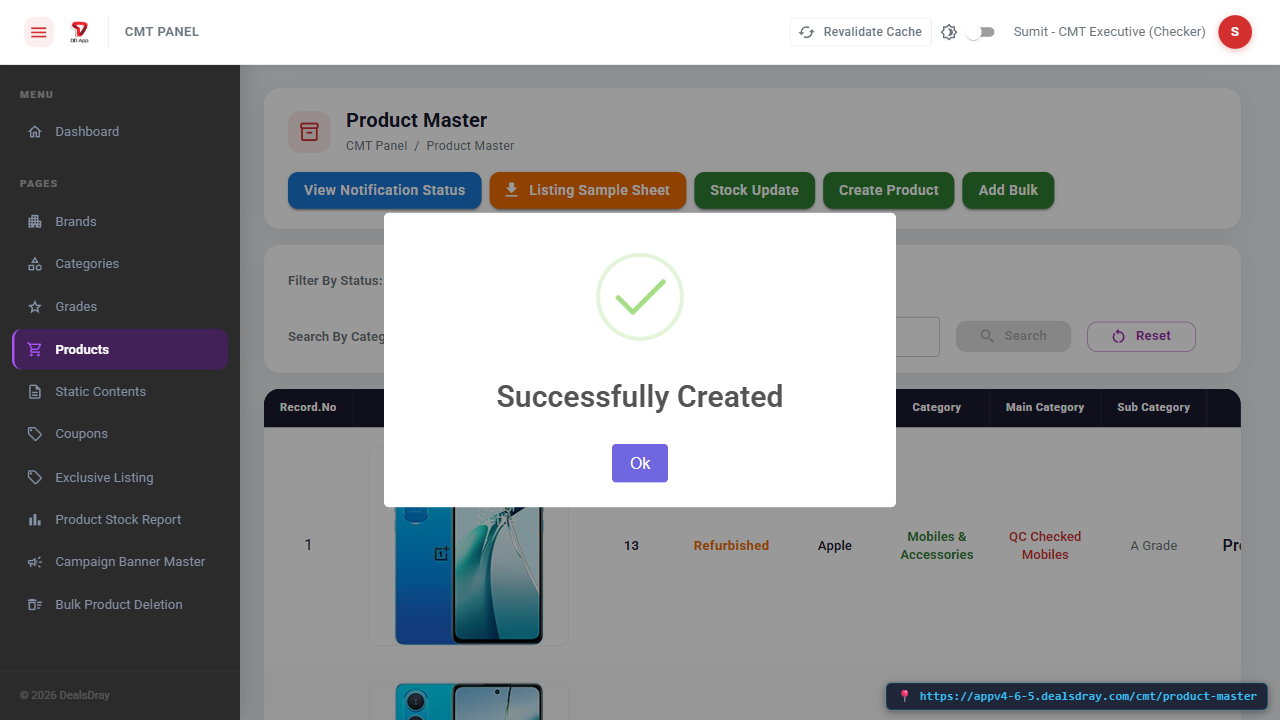 DD App
CMT PANEL
Revalidate Cache
Sumit - CMT Executive (Checker)
S
MENU
Dashboard
PAGES
Brands
Categories
Grades
Products
Static Contents
Coupons
Exclusive Listing
Product Stock Report
Campaign Banner Master
Bulk Product Deletion
© 2026 DealsDray
Product Master
CMT Panel / Product Master
View Notification Status
Listing Sample Sheet
Stock Update
Create Product
Add Bulk
Filter By Status:
Search By Categ
Search
Reset
Successfully Created
Ok
Record.No
Category
Main Category
Sub Category
1
13
Refurbished
Apple
Mobiles &
Accessories
QC Checked
Mobiles
A Grade
Pr
https://appv4-6-5.dealsdray.com/cmt/product-master